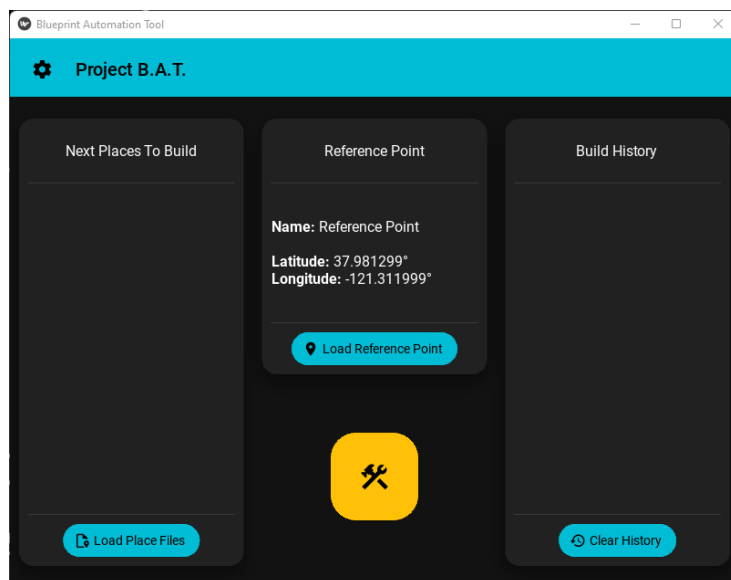 Blueprint Automation Tool
Project B.A.T.
Next Places To Build
Load Place Files
Reference Point
Name: Reference Point
Latitude: 37.981299°
Longitude: -121.311999°
Load Reference Point
Build History
Clear History